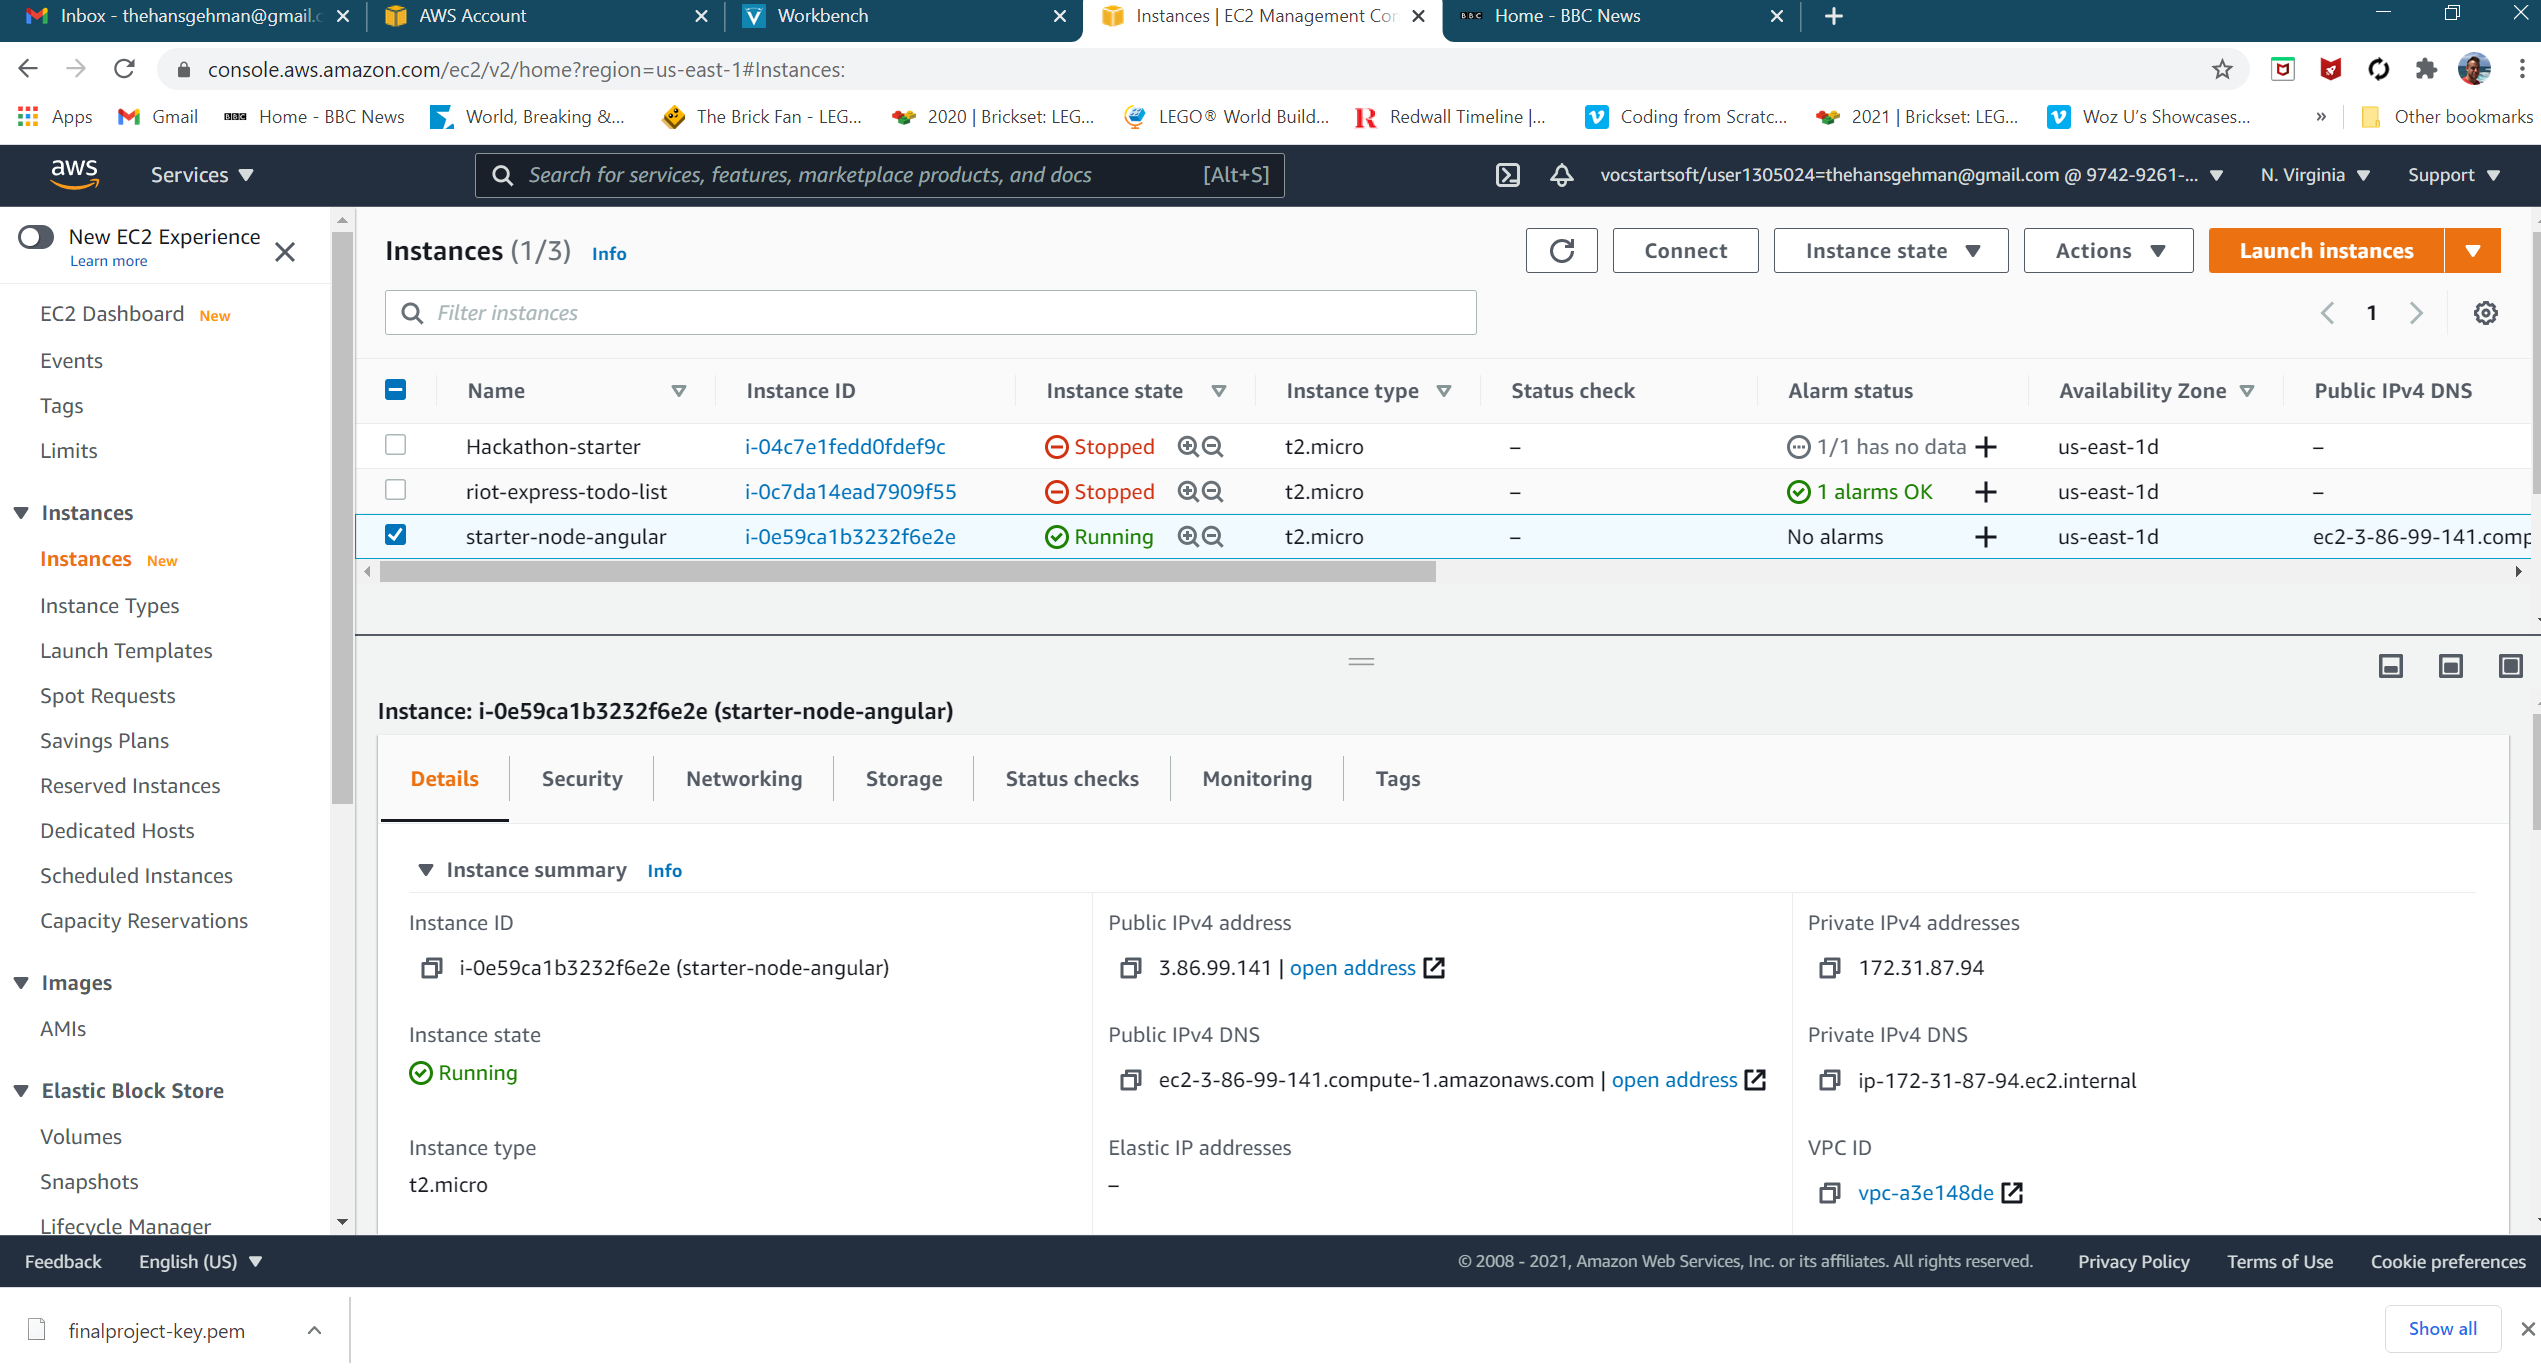 Inbox - thehansgehman@gmail.c
AWS Account
Workbench
Instances | EC2 Management Con
BBC Home - BBC News
console.aws.amazon.com/ec2/v2/home?region=us-east-1#Instances:
Apps
Gmail
BBC Home - BBC News
World, Breaking &...
The Brick Fan - LEG...
2020 | Brickset: LEG...
LEGO® World Build...
Redwall Timeline |...
Coding from Scratc...
2021 | Brickset: LEG...
Woz U's Showcases...
»
Other bookmarks
aws
Services
Search for services, features, marketplace products, and docs [Alt+S]
vocstartsoft/user1305024=thehansgehman@gmail.com @ 9742-9261-...
N. Virginia
Support
New EC2 Experience
Learn more
EC2 Dashboard New
Events
Tags
Limits
Instances
Instances New
Instance Types
Launch Templates
Spot Requests
Savings Plans
Reserved Instances
Dedicated Hosts
Scheduled Instances
Capacity Reservations
Images
AMIs
Elastic Block Store
Volumes
Snapshots
Lifecycle Manager
Instances (1/3) Info
Connect
Instance state
Actions
Launch instances
Filter instances
1
Name Instance ID Instance state Instance type Status check Alarm status Availability Zone Public IPv4 DNS
Hackathon-starter i-04c7e1fedd0fdef9c Stopped t2.micro – 1/1 has no data + us-east-1d –
riot-express-todo-list i-0c7da14ead7909f55 Stopped t2.micro – 1 alarms OK + us-east-1d –
starter-node-angular i-0e59ca1b3232f6e2e Running t2.micro – No alarms + us-east-1d ec2-3-86-99-141.comp
Instance: i-0e59ca1b3232f6e2e (starter-node-angular)
Details Security Networking Storage Status checks Monitoring Tags
Instance summary Info
Instance ID
i-0e59ca1b3232f6e2e (starter-node-angular)
Public IPv4 address
3.86.99.141 | open address
Private IPv4 addresses
172.31.87.94
Instance state
Running
Public IPv4 DNS
ec2-3-86-99-141.compute-1.amazonaws.com | open address
Private IPv4 DNS
ip-172-31-87-94.ec2.internal
Instance type
t2.micro
Elastic IP addresses
–
VPC ID
vpc-a3e148de
Feedback
English (US)
© 2008 - 2021, Amazon Web Services, Inc. or its affiliates. All rights reserved.
Privacy Policy
Terms of Use
Cookie preferences
finalproject-key.pem
Show all